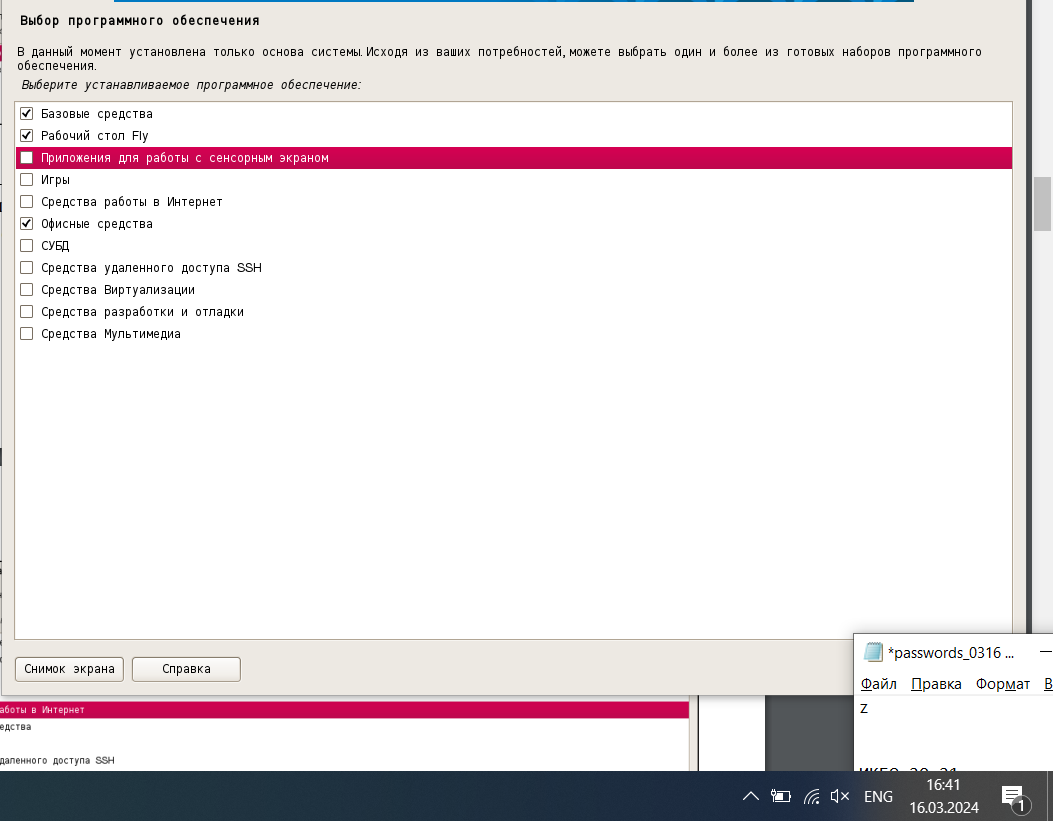 Выбор программного обеспечения
В данный момент установлена только основа системы. Исходя из ваших потребностей, можете выбрать один и более из готовых наборов программного
обеспечения.
Выберите устанавливаемое программное обеспечение:
Базовые средства
Рабочий стол Fly
Приложения для работы с сенсорным экраном
Игры
Средства работы в Интернет
Офисные средства
СУБД
Средства удаленного доступа SSH
Средства Виртуализации
Средства разработки и отладки
Средства Мультимедиа
Снимок экрана
Справка
*passwords_0316 ...
Файл Правка Формат В
z
аботы в Интернет
едства
даленного доступа SSH
ENG
16:41
16.03.2024
1